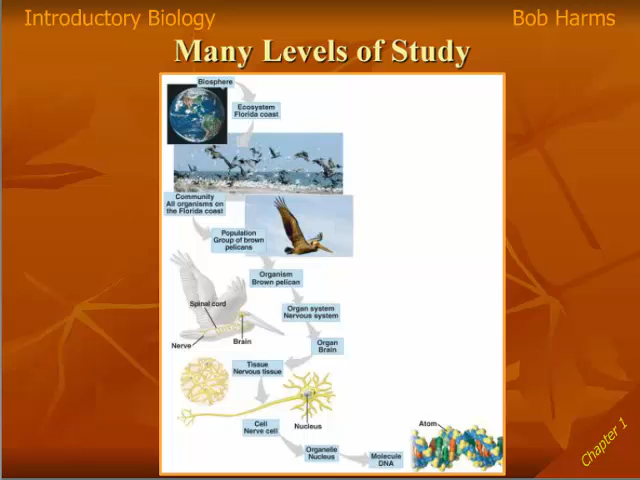 Introductory Biology
Bob Harms
Many Levels of Study
Biosphere
Ecosystem
Florida coast
Community
All organisms on
the Florida coast
Population
Group of brown
pelicans
Organism
Brown pelican
Spinal cord
Organ system
Nervous system
Nerve
Brain
Organ
Brain
Tissue
Nervous tissue
Cell
Nerve cell
Nucleus
Atom
Organelle
Nucleus
Molecule
DNA
Chapter 1